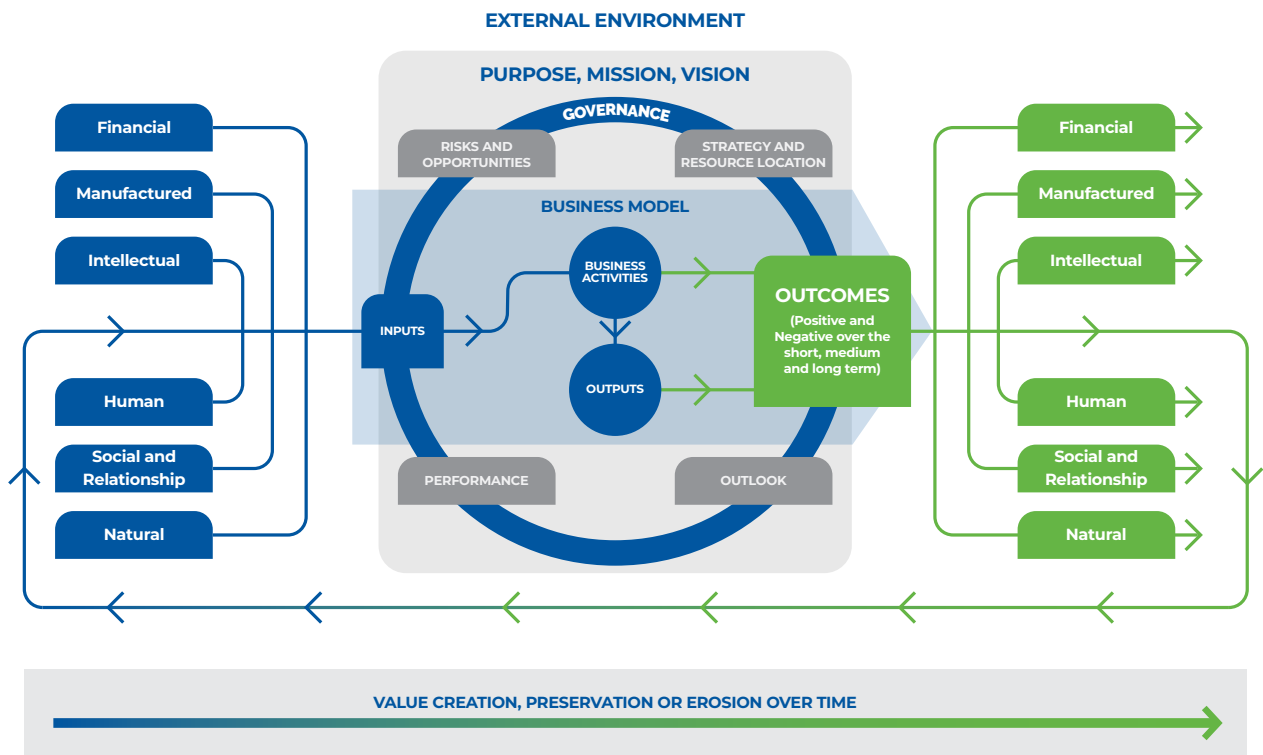 EXTERNAL ENVIRONMENT
PURPOSE, MISSION, VISION
GOVERNANCE
RISKS AND
OPPORTUNITIES
STRATEGY AND
RESOURCE LOCATION
Financial
Manufactured
Intellectual
Human
Social and
Relationship
Natural
BUSINESS MODEL
INPUTS
BUSINESS
ACTIVITIES
OUTPUTS
OUTCOMES
(Positive and
Negative over the
short, medium
and long term)
PERFORMANCE
OUTLOOK
Financial
Manufactured
Intellectual
Human
Social and
Relationship
Natural
VALUE CREATION, PRESERVATION OR EROSION OVER TIME